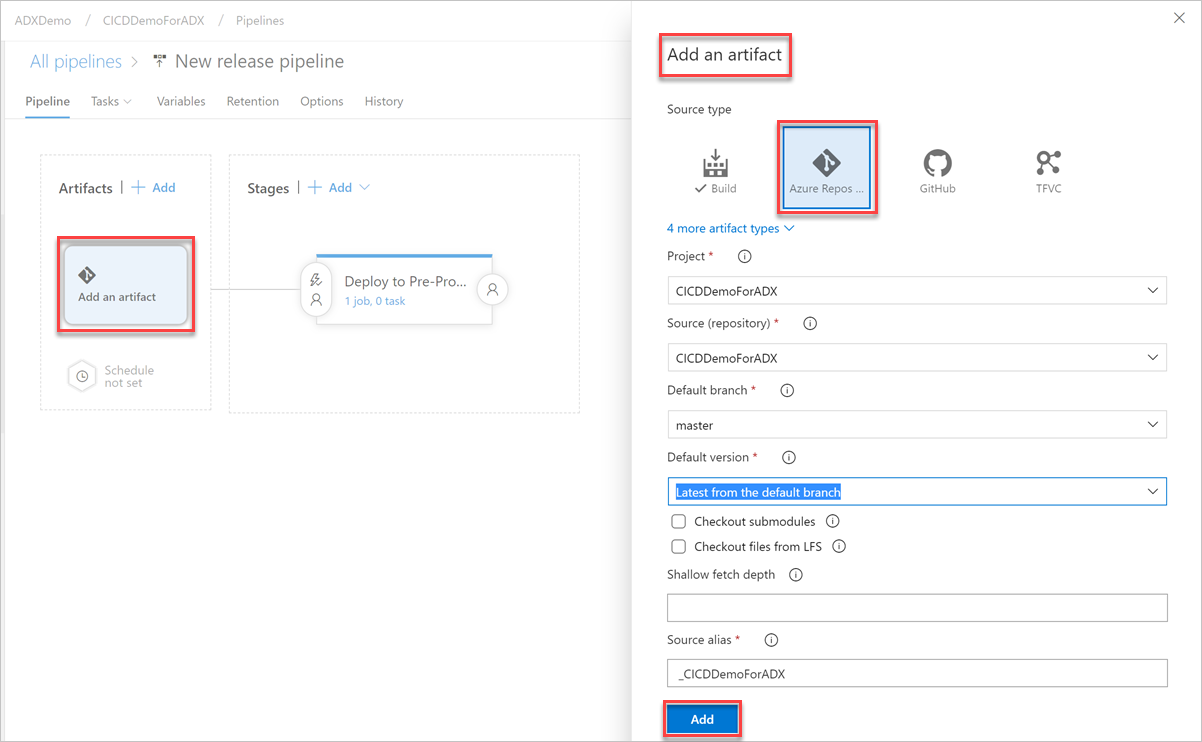 ADXDemo / CICDDemoForADX / Pipelines
All pipelines > New release pipeline
Pipeline Tasks Variables Retention Options History
Artifacts | + Add
Stages | + Add
Add an artifact
Schedule
not set
Deploy to Pre-Pro...
1 job, 0 task
Add an artifact
Source type
Build
Azure Repos ...
GitHub
TFVC
4 more artifact types
Project *
CICDDemoForADX
Source (repository) *
CICDDemoForADX
Default branch *
master
Default version *
Latest from the default branch
Checkout submodules
Checkout files from LFS
Shallow fetch depth
Source alias *
_CICDDemoForADX
Add